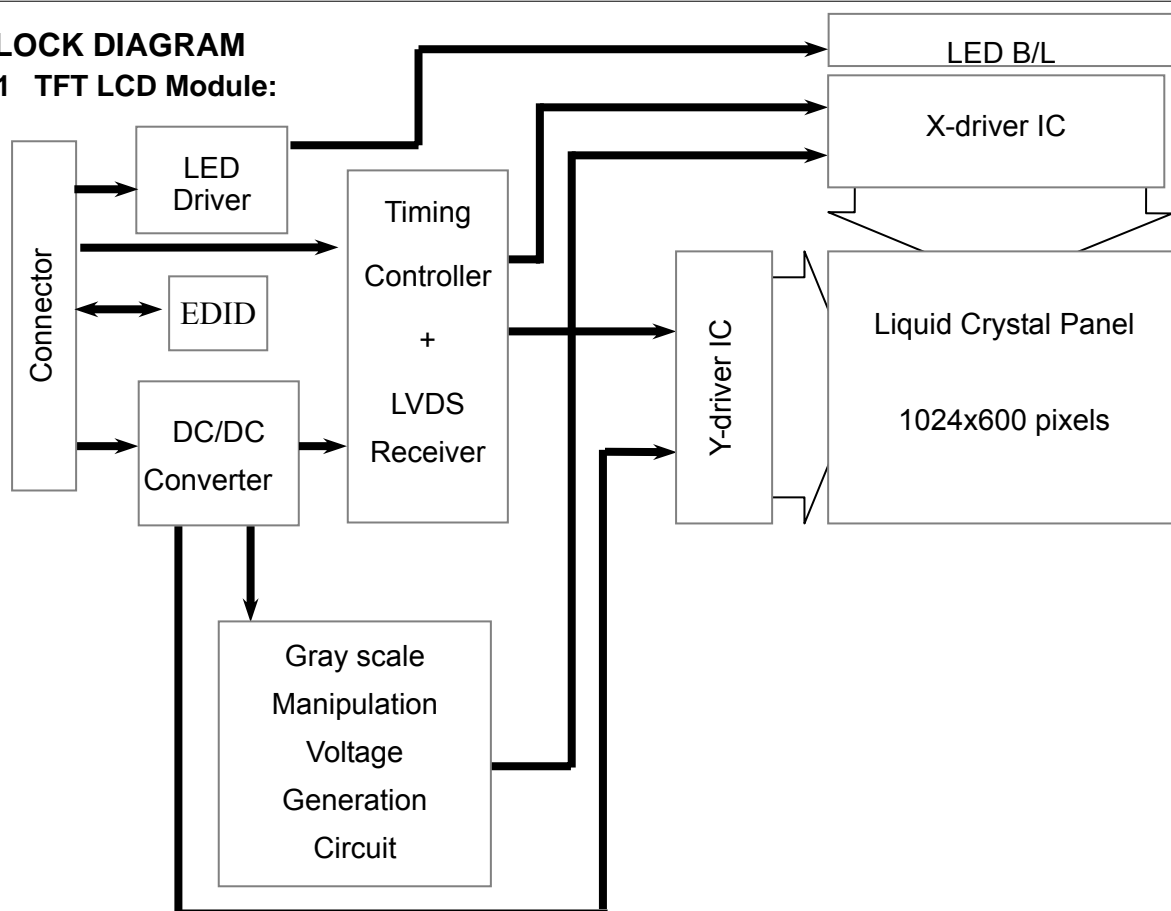 LOCK DIAGRAM
1 TFT LCD Module:
LED B/L
X-driver IC
LED
Driver
Timing
Controller
+
LVDS
Receiver
Connector
EDID
DC/DC
Converter
Y-driver IC
Liquid Crystal Panel
1024x600 pixels
Gray scale
Manipulation
Voltage
Generation
Circuit